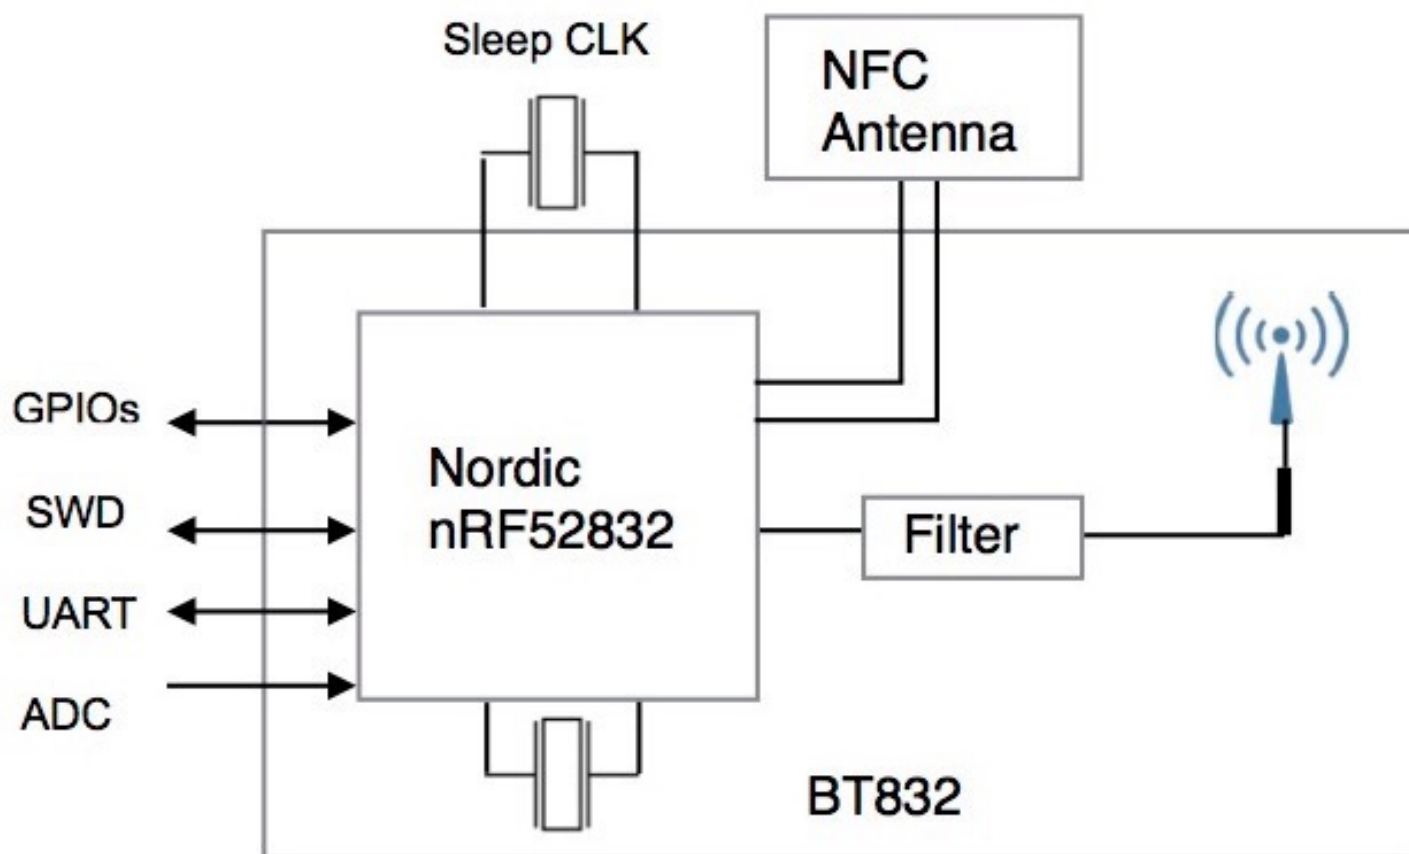 Sleep CLK
NFC
Antenna
GPIOs
SWD
UART
ADC
Nordic
nRF52832
Filter
BT832